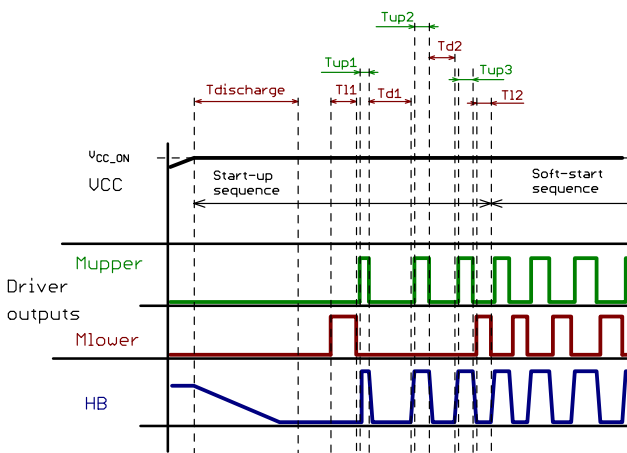 Tup2
Td2
Tup1
Tup3
Tdischarge
Tl1
Td1
Tl2
VCC_ON
VCC
Start-up
sequence
Soft-start
sequence
Mupper
Driver
outputs
Mlower
HB